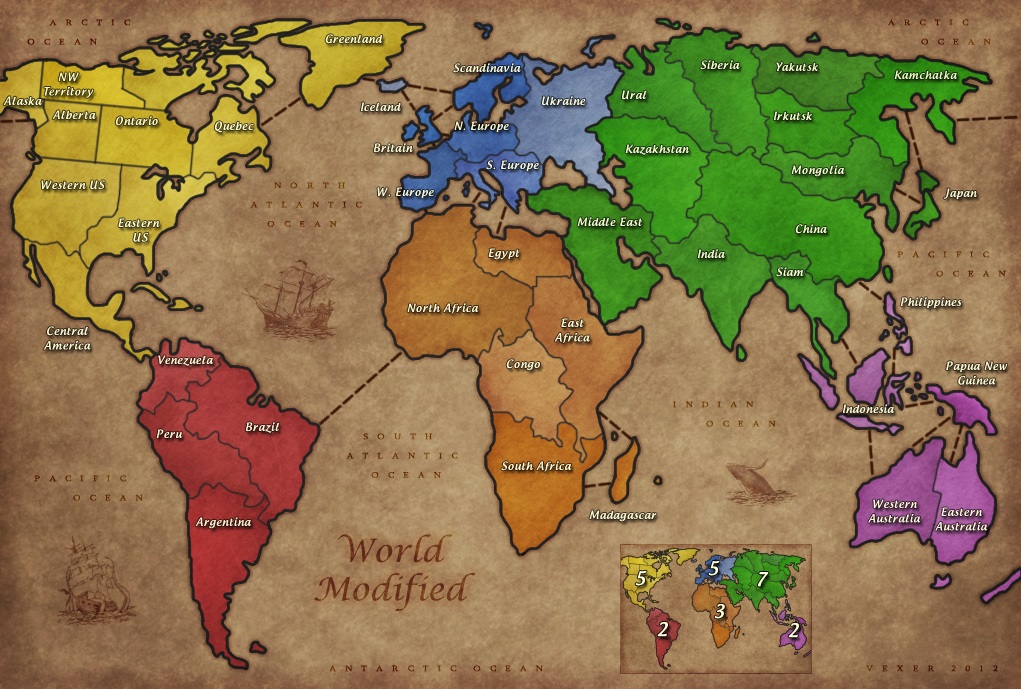 ARCTIC
OCEAN
ARCTIC
OCEAN
Greenland
NW
Territory
Alaska
Alberta
Ontario
Quebec
Western US
Eastern
US
Central
America
Iceland
Scandinavia
Britain
N. Europe
Ukraine
S. Europe
W. Europe
Ural
Siberia
Yakutsk
Kamchatka
Irkutsk
Kazakhstan
Mongolia
Japan
Middle East
China
India
Siam
NORTH
ATLANTIC
OCEAN
PACIFIC
OCEAN
Egypt
North Africa
East
Africa
Congo
South Africa
Madagascar
Philippines
Papua New
Guinea
Indonesia
Western
Australia
Eastern
Australia
Venezuela
Peru
Brazil
Argentina
INDIAN
OCEAN
SOUTH
ATLANTIC
OCEAN
PACIFIC
OCEAN
World
Modified
5
5
7
3
2
2
ANTARCTIC OCEAN
VEXER 2012